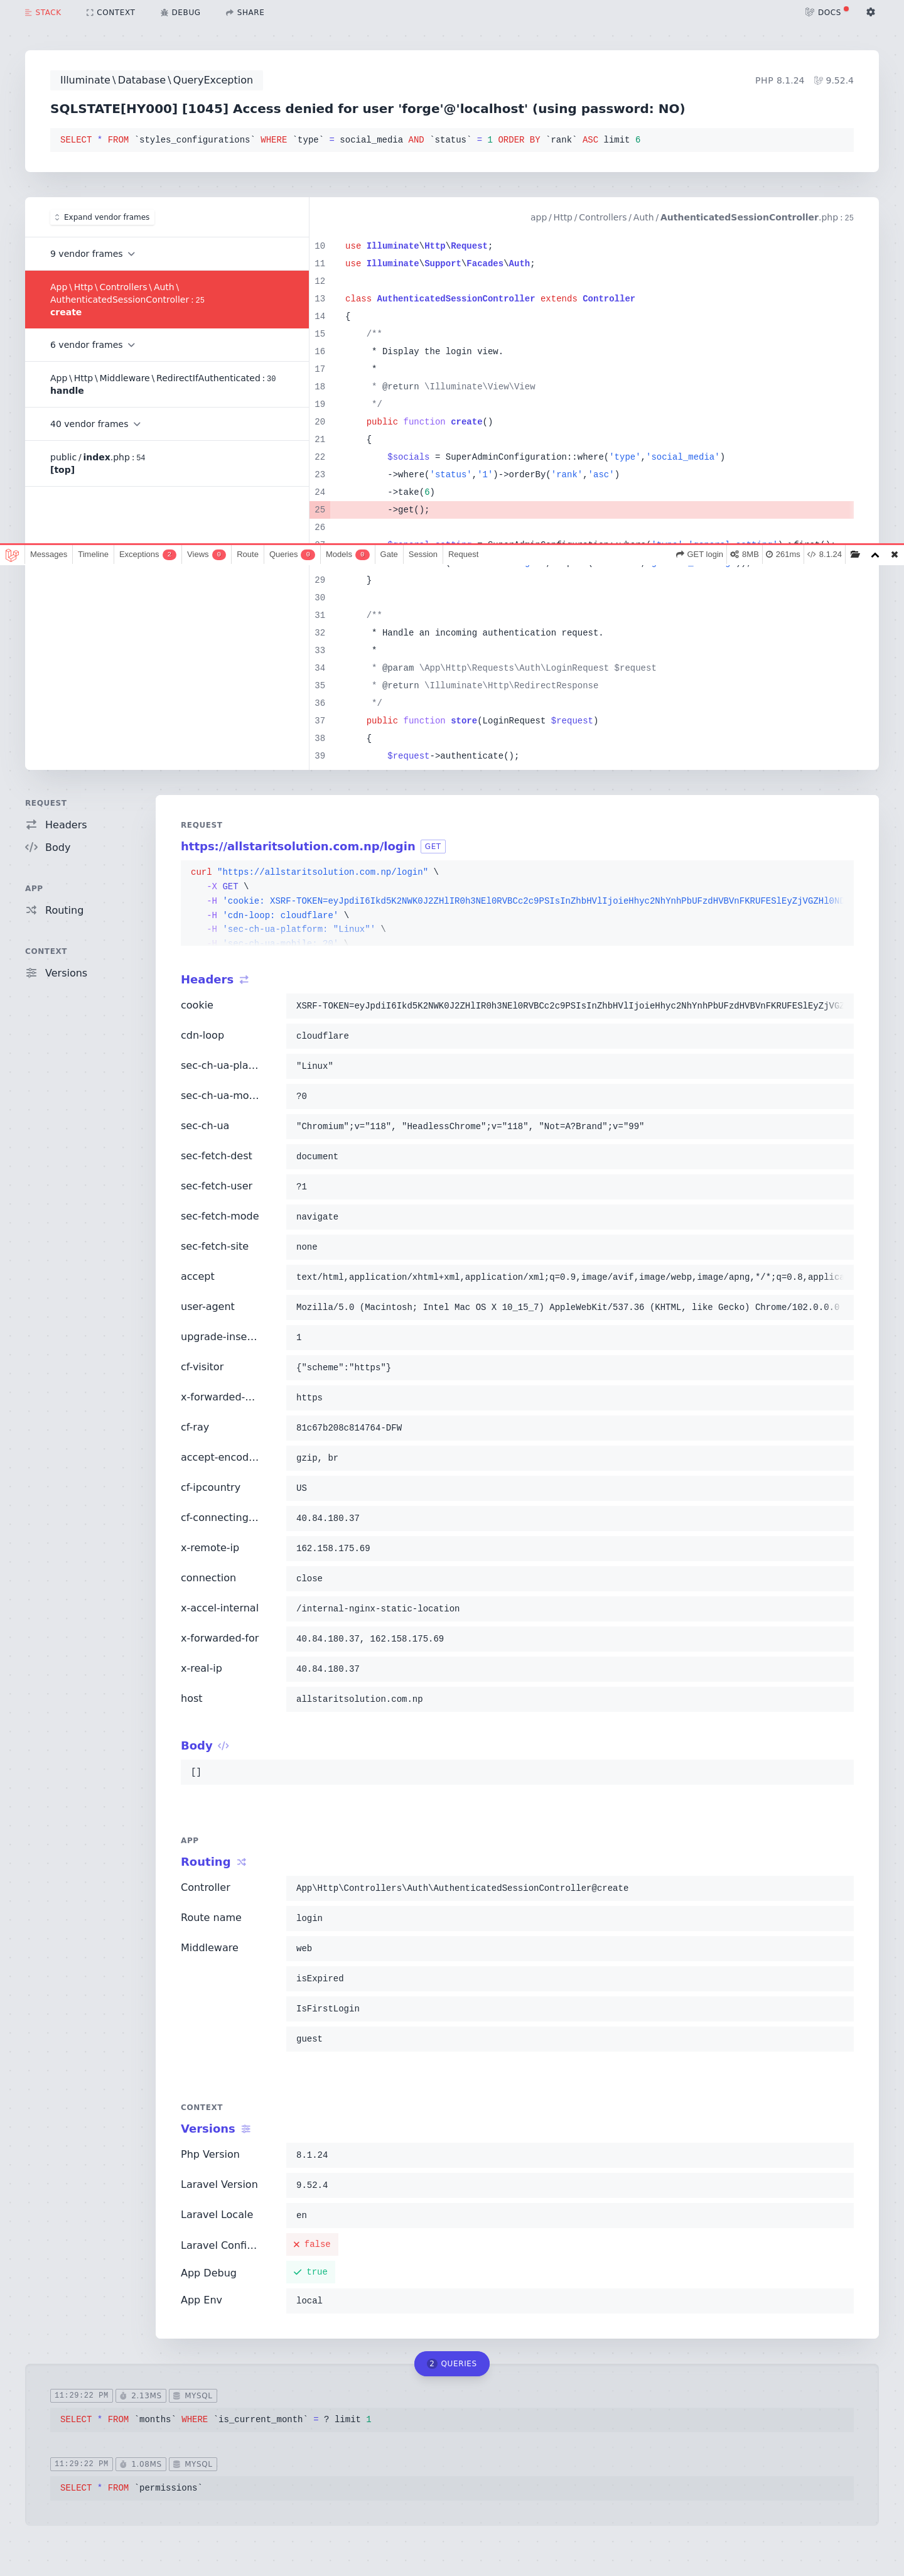 STACK CONTEXT DEBUG SHARE DOCS
Illuminate\Database\QueryException PHP 8.1.24 9.52.4
SQLSTATE[HY000] [1045] Access denied for user 'forge'@'localhost' (using password: NO)
SELECT * FROM `styles_configurations` WHERE `type` = social_media AND `status` = 1 ORDER BY `rank` ASC limit 6
Expand vendor frames
9 vendor frames
App\Http\Controllers\Auth\
AuthenticatedSessionController:25
create
6 vendor frames
App\Http\Middleware\RedirectIfAuthenticated:30
handle
40 vendor frames
public/index.php:54
[top]
app/Http/Controllers/Auth/AuthenticatedSessionController.php:25
10 use Illuminate\Http\Request;
11 use Illuminate\Support\Facades\Auth;
12
13 class AuthenticatedSessionController extends Controller
14 {
15 /**
16 * Display the login view.
17 *
18 * @return \Illuminate\View\View
19 */
20 public function create()
21 {
22 $socials = SuperAdminConfiguration::where('type','social_media')
23 ->where('status','1')->orderBy('rank','asc')
24 ->take(6)
25 ->get();
26
Messages Timeline Exceptions 2 Views 0 Route Queries 0 Models 0 Gate Session Request GET login 8MB 261ms 8.1.24
29 }
30
31 /**
32 * Handle an incoming authentication request.
33 *
34 * @param \App\Http\Requests\Auth\LoginRequest $request
35 * @return \Illuminate\Http\RedirectResponse
36 */
37 public function store(LoginRequest $request)
38 {
39 $request->authenticate();
REQUEST
Headers
Body
APP
Routing
CONTEXT
Versions
REQUEST
https://allstaritsolution.com.np/login GET
curl "https://allstaritsolution.com.np/login" \
-X GET \
-H 'cookie: XSRF-TOKEN=
-H 'cdn-loop: cloudflare' \
-H 'sec-ch-ua-platform: "Linux"' \
-H 'sec-ch-ua-mobile: ?0' \
Headers
cookie XSRF-TOKEN=
cdn-loop cloudflare
sec-ch-ua-pla… "Linux"
sec-ch-ua-mo… ?0
sec-ch-ua "Chromium";v="118", "HeadlessChrome";v="118", "Not=A?Brand";v="99"
sec-fetch-dest document
sec-fetch-user ?1
sec-fetch-mode navigate
sec-fetch-site none
accept text/html,application/xhtml+xml,application/xml;q=0.9,image/avif,image/webp,image/apng,*/*;q=0.8,applic
user-agent Mozilla/5.0 (Macintosh; Intel Mac OS X 10_15_7) AppleWebKit/537.36 (KHTML, like Gecko) Chrome/102.0.0.0
upgrade-inse… 1
cf-visitor {"scheme":"https"}
x-forwarded-… https
cf-ray 81c67b208c814764-DFW
accept-encod… gzip, br
cf-ipcountry US
cf-connecting… 40.84.180.37
x-remote-ip 162.158.175.69
connection close
x-accel-internal /internal-nginx-static-location
x-forwarded-for 40.84.180.37, 162.158.175.69
x-real-ip 40.84.180.37
host allstaritsolution.com.np
Body
[]
APP
Routing
Controller App\Http\Controllers\Auth\AuthenticatedSessionController@create
Route name login
Middleware web
isExpired
IsFirstLogin
guest
CONTEXT
Versions
Php Version 8.1.24
Laravel Version 9.52.4
Laravel Locale en
Laravel Confi… false
App Debug true
App Env local
2 QUERIES
11:29:22 PM 2.13MS MYSQL
SELECT * FROM `months` WHERE `is_current_month` = ? limit 1
11:29:22 PM 1.08MS MYSQL
SELECT * FROM `permissions`